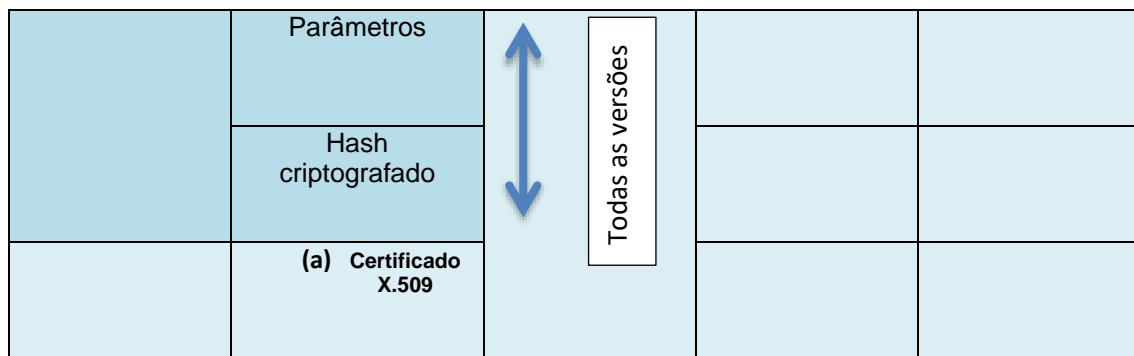 Parâmetros
Todas as versões
Hash
criptografado
(a) Certificado
X.509